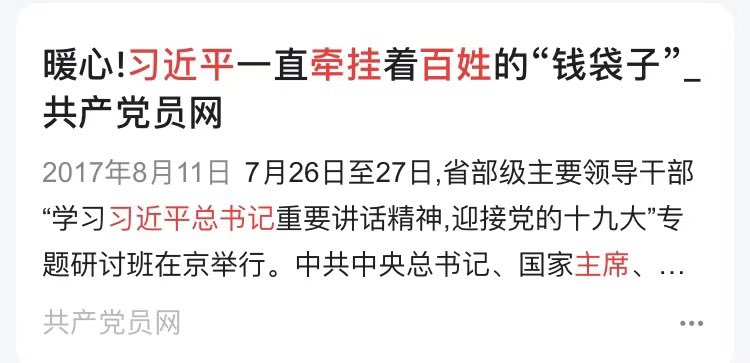 暖心!习近平一直牵挂着百姓的“钱袋子”_
共产党员网
2017年8月11日 7月26日至27日,省部级主要领导干部
“学习习近平总书记重要讲话精神,迎接党的十九大”专
题研讨班在京举行。中共中央总书记、国家主席、...
共产党员网